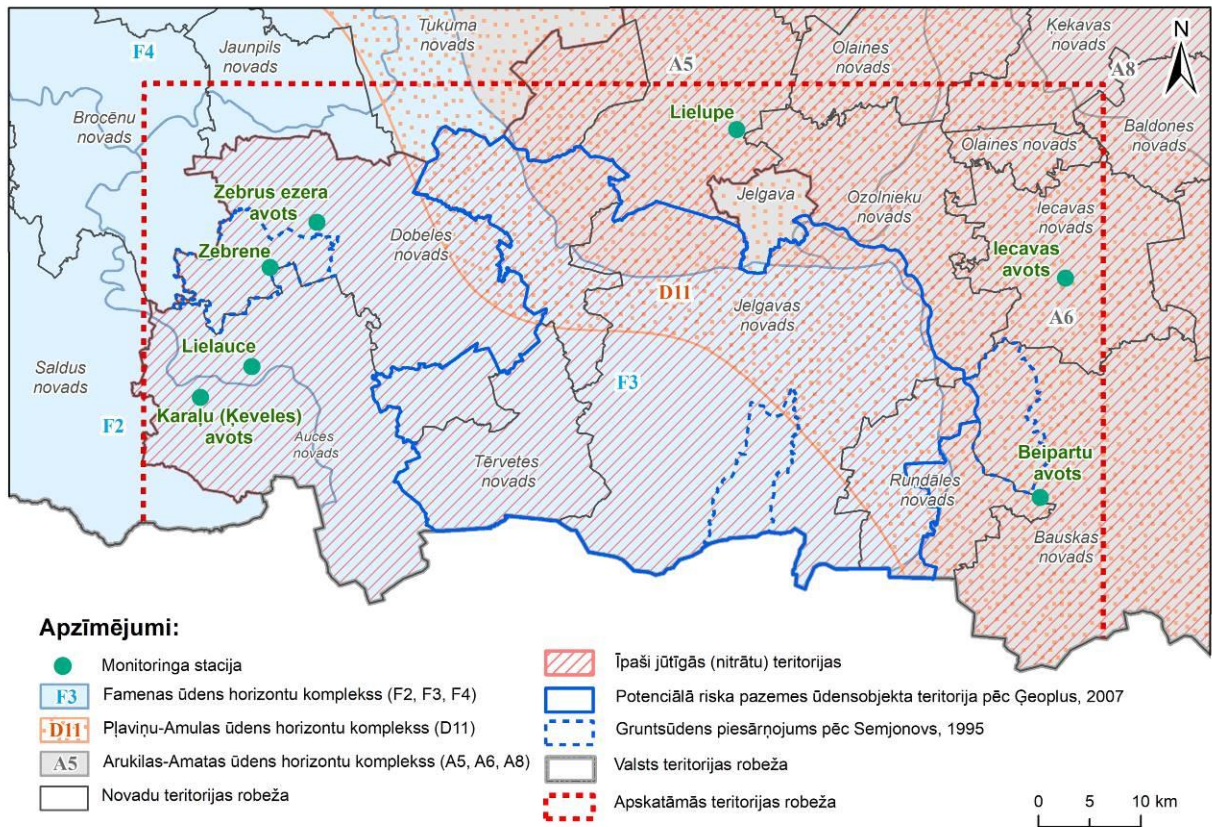 F4
Jaunpils
novads
Tukuma
novads
A5
Olaines
novads
Ķekavas
novads
A8
N
Brocēnu
novads
Lielupe
Olaines novads
Baldones
novads
Zebrus ezera
avots
Jelgava
Ozolnieku
novads
Iecavas
novads
Dobeles
novads
Zebrene
Iecavas
avots
D11
Jelgavas
novads
A6
Saldus
novads
Lielauce
F3
F2
Karaļu (Ķeveles)
avots
Auces
novads
Tērvetes
novads
Rundāles
novads
Beipartu
avots
Bauskas
novads
Apzīmējumi:
Monitoringa stacija
F3 Famenas ūdens horizontu komplekss (F2, F3, F4)
D11 Pļaviņu-Amulas ūdens horizontu komplekss (D11)
A5 Arukilas-Amatas ūdens horizontu komplekss (A5, A6, A8)
Novadu teritorijas robeža
Īpaši jūtīgās (nitrātu) teritorijas
Potenciālā riska pazemes ūdensobjekta teritorija pēc Ģeoplus, 2007
Gruntsūdens piesārņojums pēc Semjonovs, 1995
Valsts teritorijas robeža
Apskatāmās teritorijas robeža
0 5 10 km